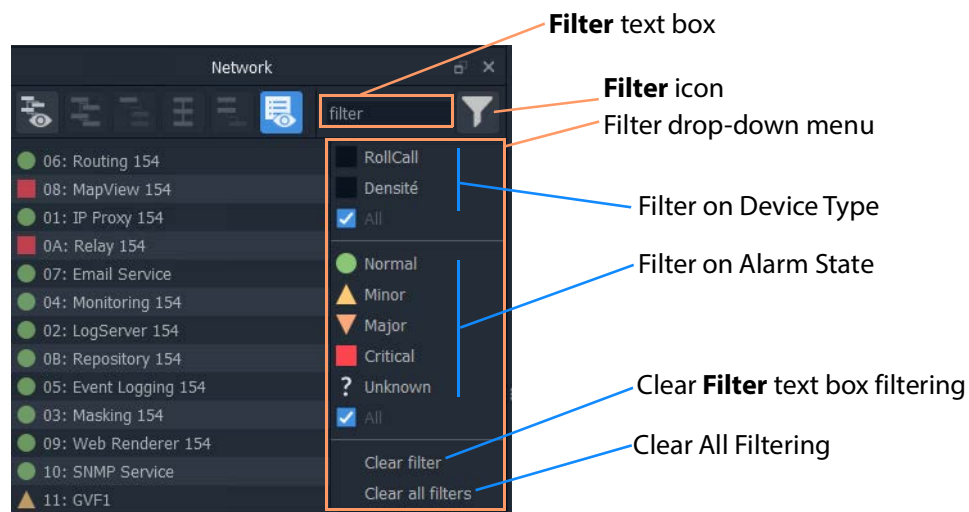 Filter text box
Network
Filter icon
filter
Filter drop-down menu
06: Routing 154
08: MapView 154
01: IP Proxy 154
0A: Relay 154
07: Email Service
04: Monitoring 154
02: LogServer 154
0B: Repository 154
05: Event Logging 154
03: Masking 154
09: Web Renderer 154
10: SNMP Service
11: GVF1
RollCall
Densité
All
Normal
Minor
Major
Critical
? Unknown
All
Clear filter
Clear all filters
Filter on Device Type
Filter on Alarm State
Clear Filter text box filtering
Clear All Filtering